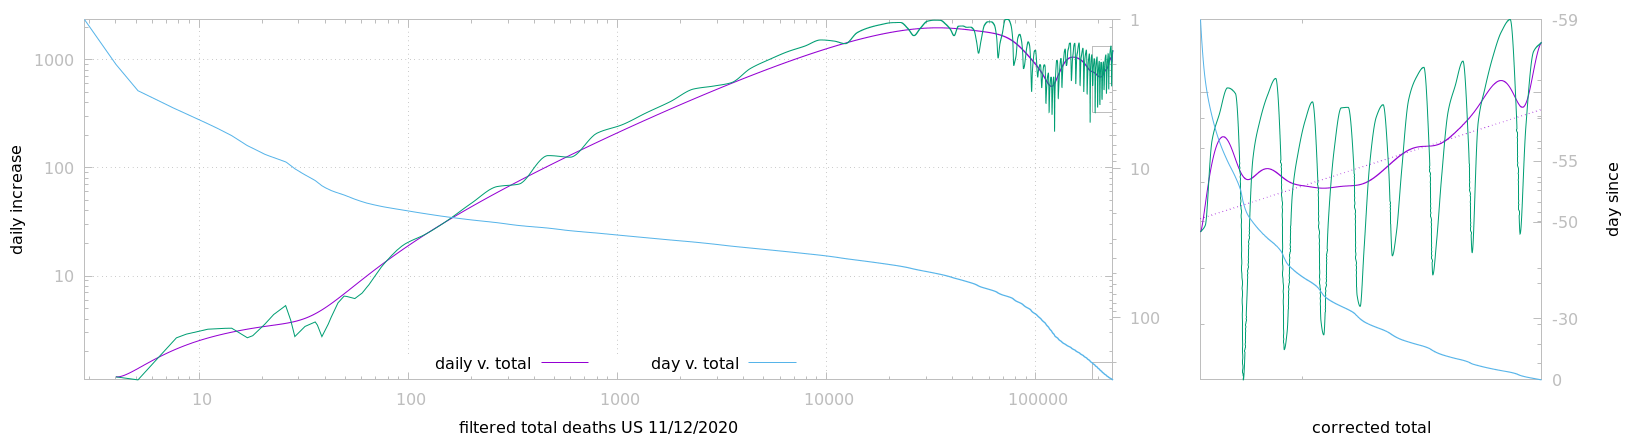 1000
100
10
daily increase
1
10
100
daily v. total
day v. total
10
100
1000
10000
100000
filtered total deaths US 11/12/2020
-59
-55
-50
-30
0
day since
corrected total